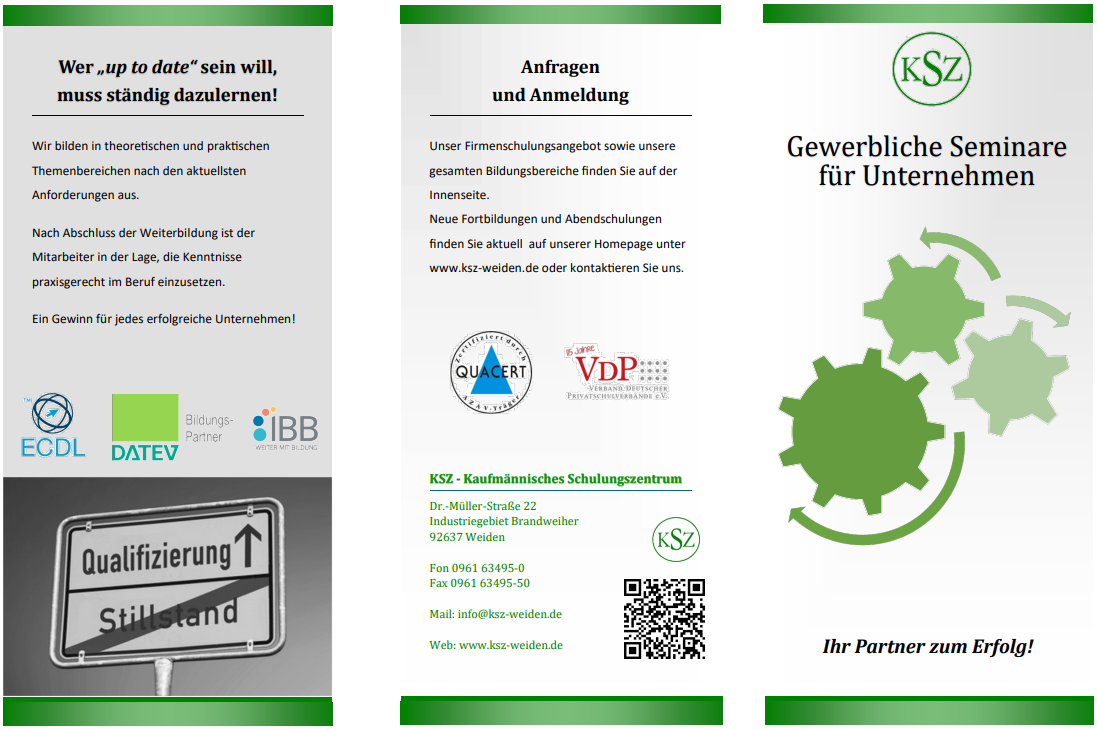 Wer „up to date“ sein will,
muss ständig dazulernen!
Wir bilden in theoretischen und praktischen
Themenbereichen nach den aktuellsten
Anforderungen aus.
Nach Abschluss der Weiterbildung ist der
Mitarbeiter in der Lage, die Kenntnisse
praxisgerecht im Beruf einzusetzen.
Ein Gewinn für jedes erfolgreiche Unternehmen!
TM
ECDL
DATEV
Bildungs-
Partner
iBB
WEITER MIT BILDUNG
Qualifizierung
Stillstand
Anfragen
und Anmeldung
Unser Firmenschulungsangebot sowie unsere
gesamten Bildungsbereiche finden Sie auf der
Innenseite.
Neue Fortbildungen und Abendschulungen
finden Sie aktuell auf unserer Homepage unter
www.ksz-weiden.de oder kontaktieren Sie uns.
Zertifiziert durch
QUACERT
AZAV-Träger
15 Jahre
VDP
VERBAND DEUTSCHER
PRIVATSCHULVERBÄNDE e.V.
KSZ - Kaufmännisches Schulungszentrum
Dr.-Müller-Straße 22
Industriegebiet Brandweiher
92637 Weiden
KSZ
Fon 0961 63495-0
Fax 0961 63495-50
Mail: info@ksz-weiden.de
Web: www.ksz-weiden.de
KSZ
Gewerbliche Seminare
für Unternehmen
Ihr Partner zum Erfolg!